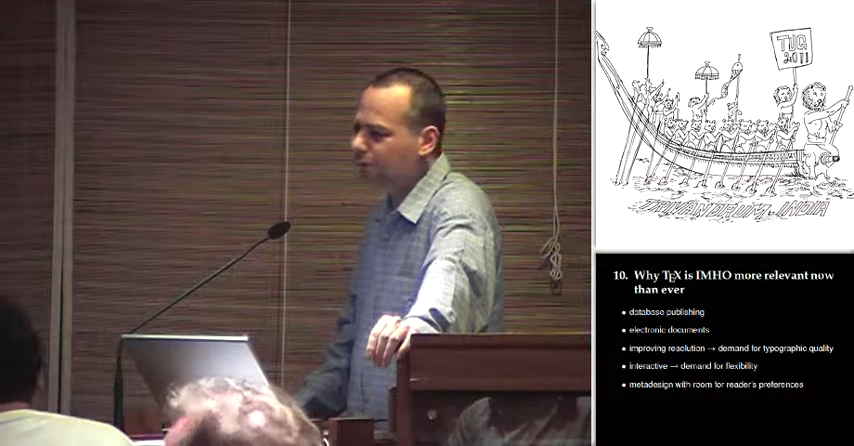 TUG
2011
TRIVANDRUM, INDIA
10. Why TEX is IMHO more relevant now
than ever
• database publishing
• electronic documents
• improving resolution → demand for typographic quality
• interactive → demand for flexibility
• metadesign with room for reader's preferences